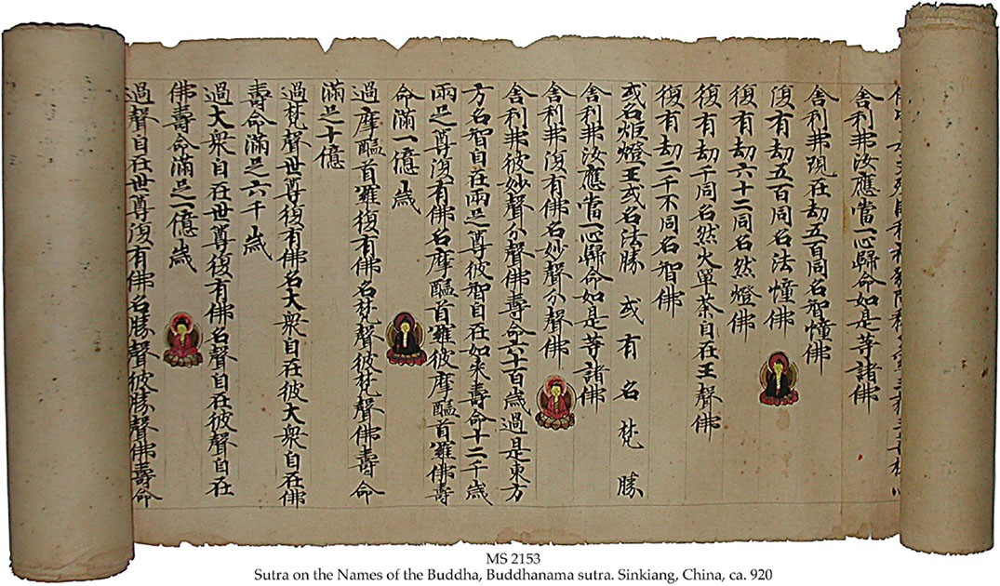 舍利弗汝應當一心歸命如是等諸佛
舍利弗現在劫五百同名智憧佛
復有劫五百同名法憧佛
復有劫六十二同名然燈佛
復有劫千同名然火單荼自在王聲佛
復有劫二千不同名智佛
或名炬燈王或名法勝 或有名梵勝
舍利弗汝應當一心歸命如是等諸佛
舍利弗復有佛名妙聲分聲佛
舍利弗彼妙聲分聲佛壽命六十百歲過是東方
方名智自在兩足尊彼智自在如来壽命十二千歲
兩足尊復有佛名摩醯首羅彼摩醯首羅佛壽
命滿一億歲
過摩醯首羅復有佛名梵聲彼梵聲佛壽命
滿足十億
過梵聲世尊復有佛名大衆自在彼大衆自在佛
壽命滿足六千歲
過大衆自在世尊復有佛名聲自在彼聲自在
佛壽命滿足一億歲
過聲自在世尊復有佛名勝聲彼勝聲佛壽命
MS 2153
Sutra on the Names of the Buddha, Buddhanama sutra. Sinkiang, China, ca. 920